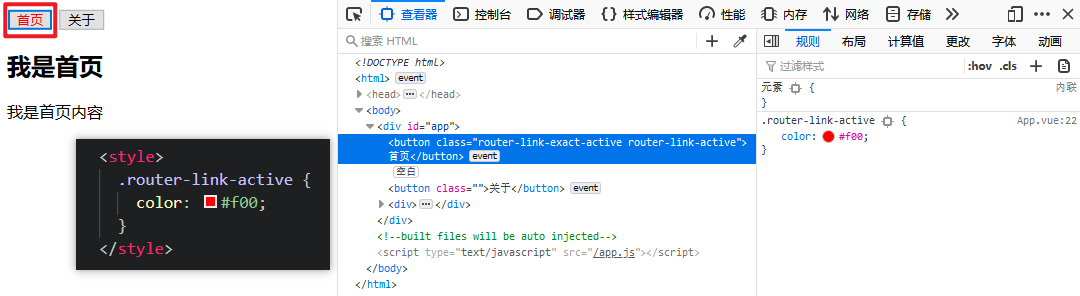 首页 关于
我是首页
我是首页内容
<style>
.router-link-active {
color: #f00;
}
</style>
查看器 控制台 调试器 样式编辑器 性能 内存 网络 存储
搜索 HTML
<!DOCTYPE html>
<html> event
<head> ··· </head>
<body>
<div id="app">
<button class="router-link-exact-active router-link-active">
首页</button> event
空白
<button class="">关于</button> event
<div> ··· </div>
</div>
<!--built files will be auto injected-->
<script type="text/javascript" src="/app.js"></script>
</body>
</html>
规则 布局 计算值 更改 字体 动画
过滤样式 :hov .cls
元素 { 内联
}
.router-link-active { App.vue:22
color: #f00;
}